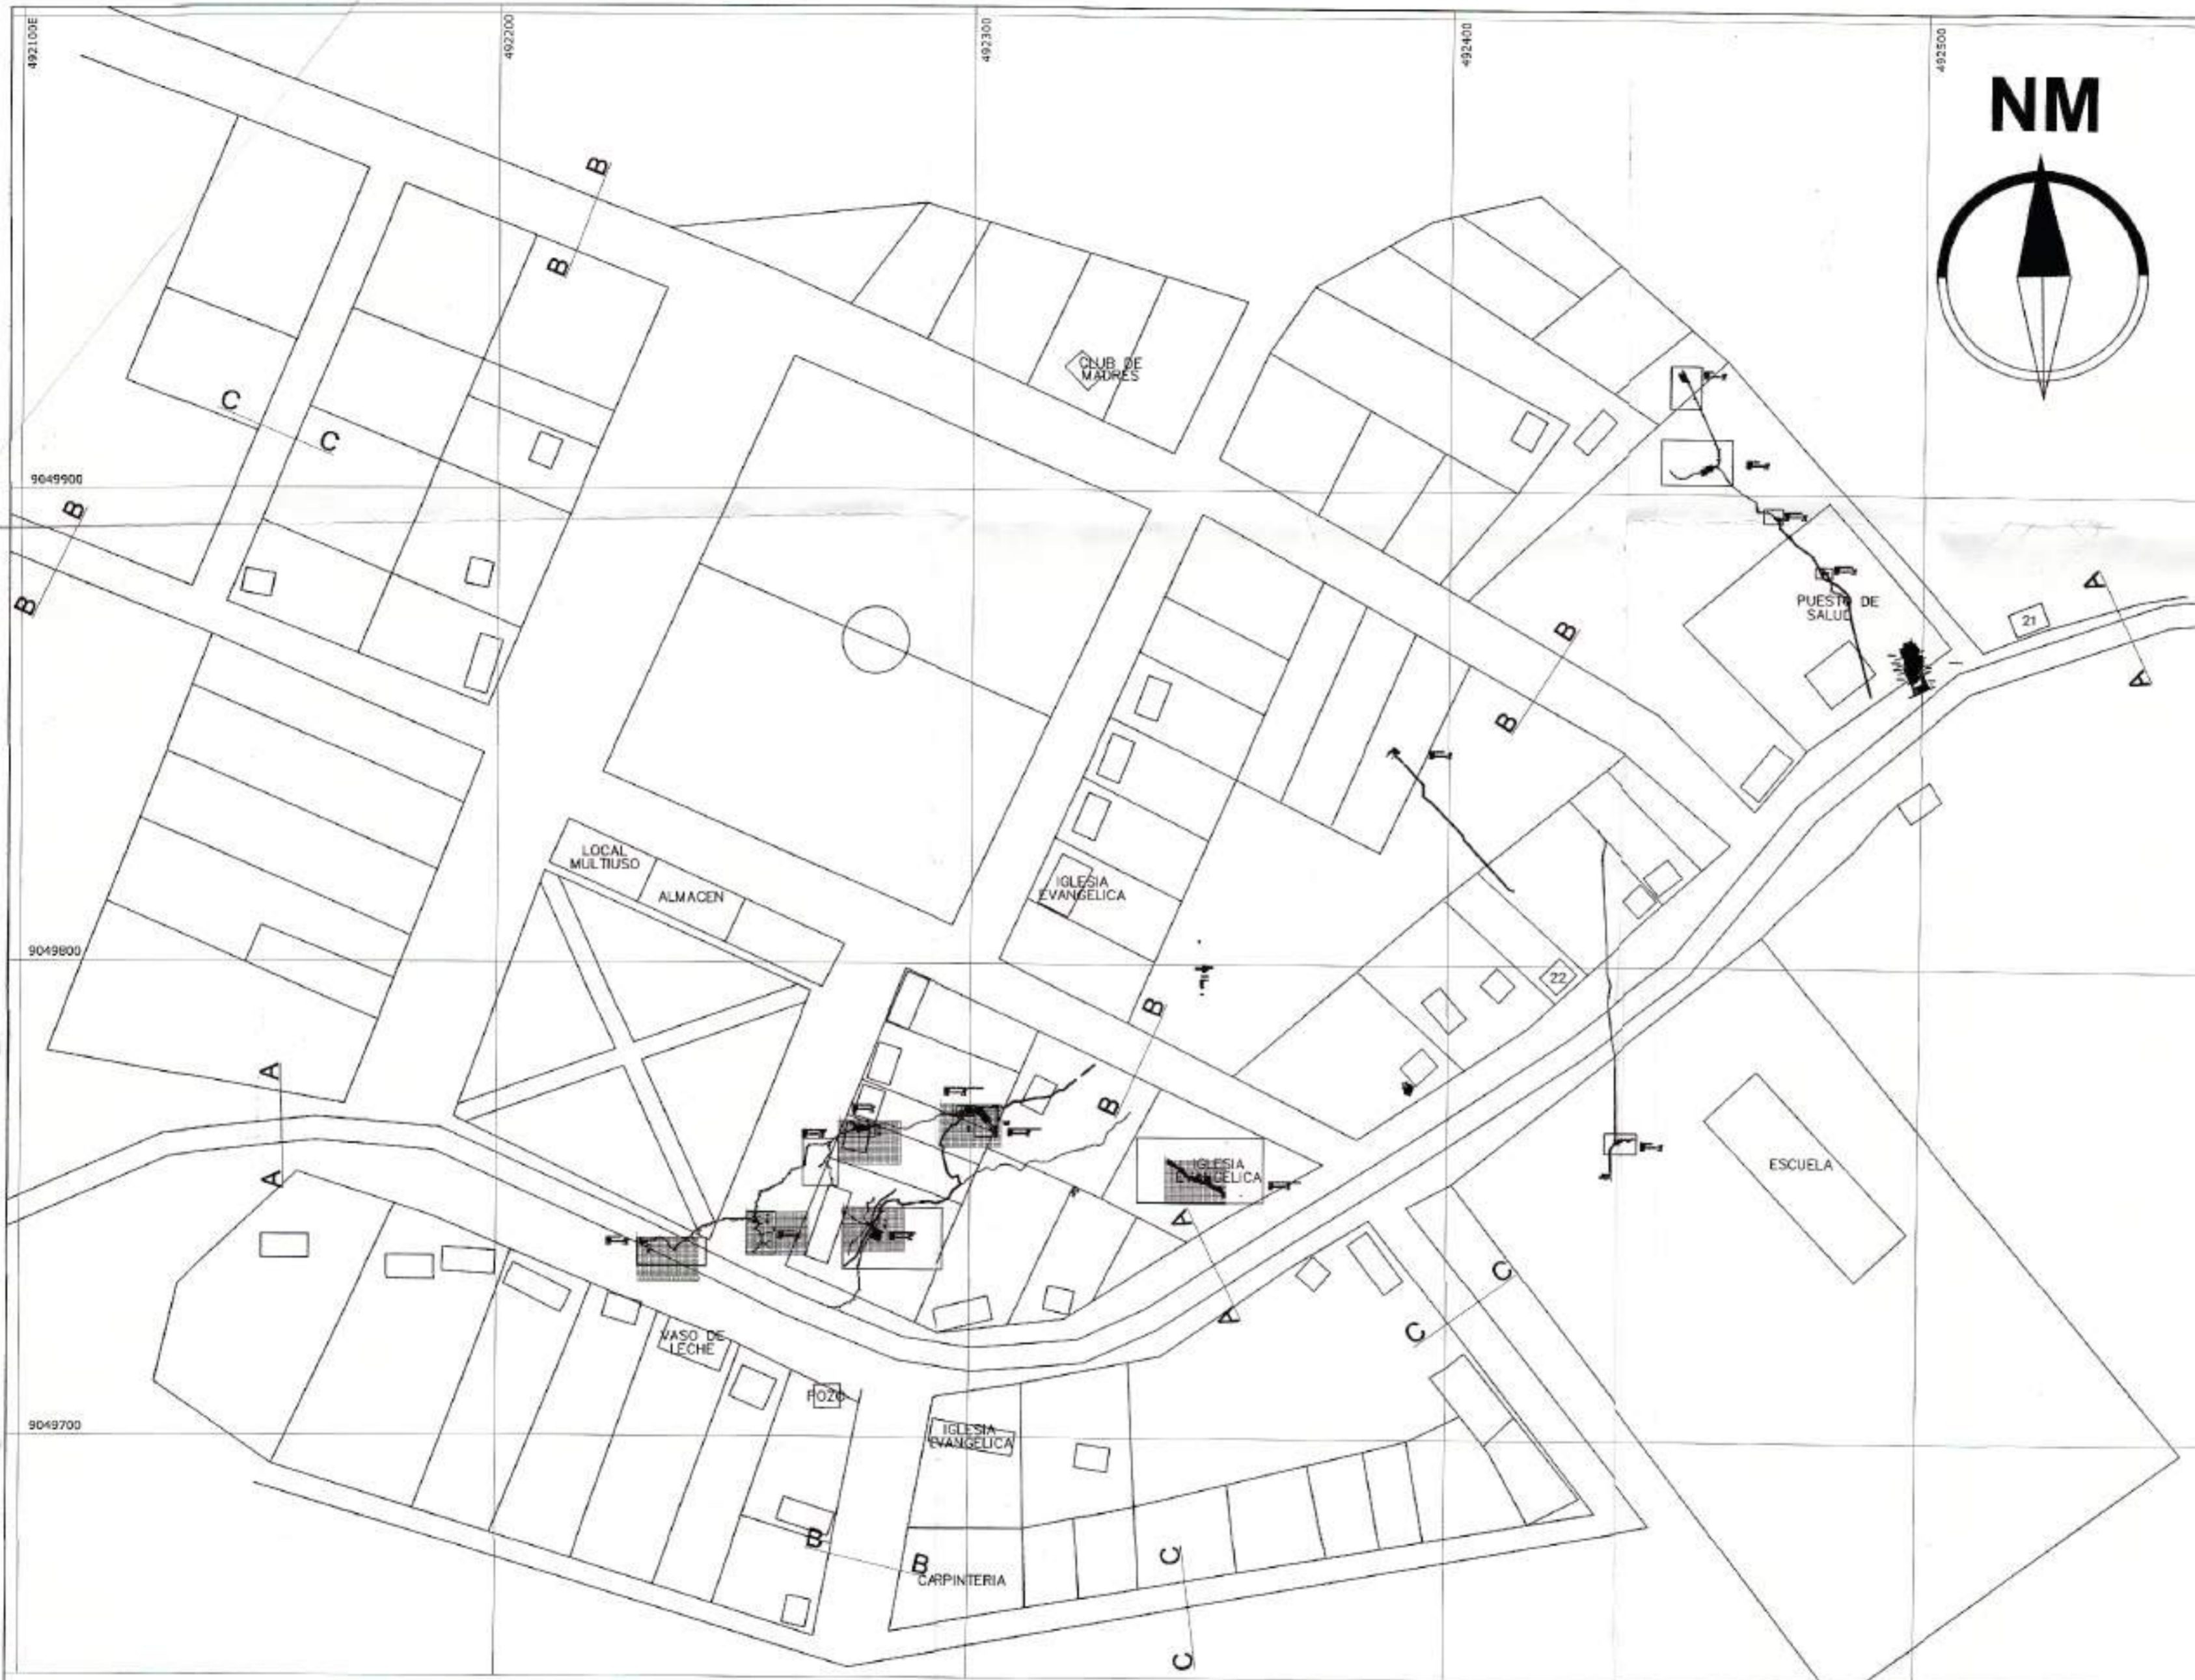 492100E
492200
492300
492400
492500
NM
B
B
CLUB DE
MADRES
C
C
9049900
B
B
A
A
21
PUESTO DE
SALUD
B
B
LOCAL
MULTIUSO
ALMACEN
IGLESIA
EVANGELICA
9049800
22
B
B
A
A
IGLESIA
EVANGELICA
ESCUELA
A
A
C
C
VASO DE
LECHE
POZO
9049700
IGLESIA
EVANGELICA
B
B
CARPINTERIA
C
C